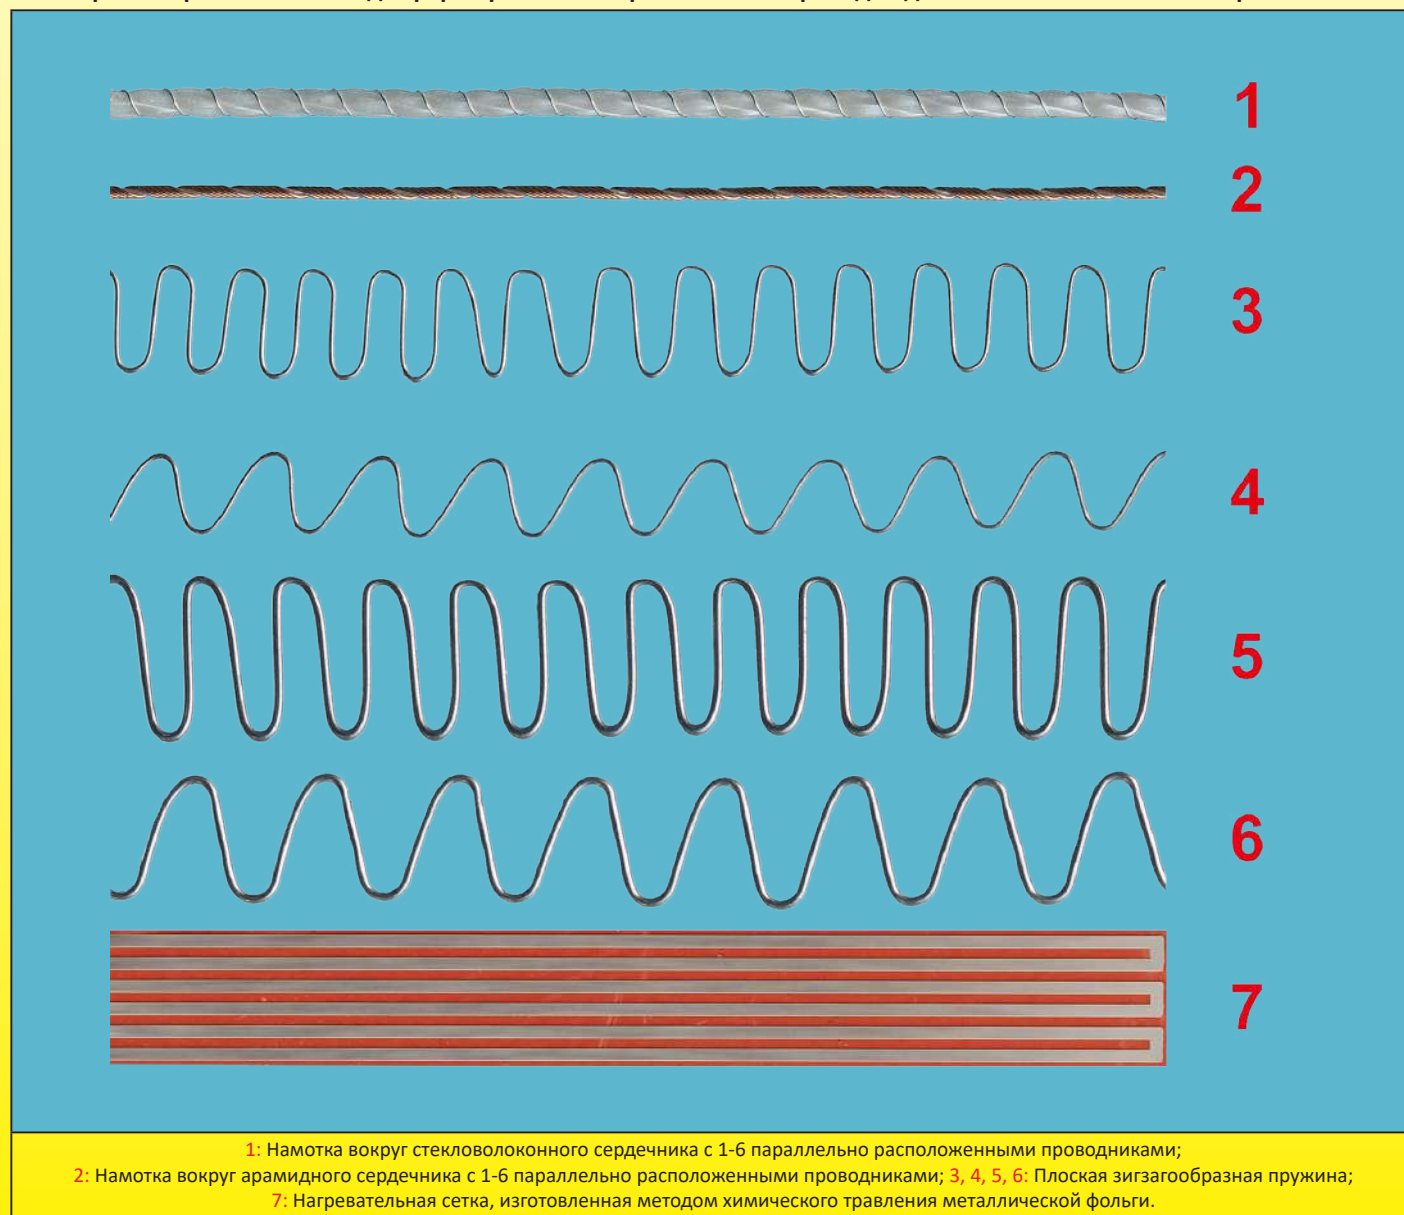 1
2
3
4
5
6
7
1: Намотка вокруг стекловолоконного сердечника с 1-6 параллельно расположенными проводниками;
2: Намотка вокруг арамидного сердечника с 1-6 параллельно расположенными проводниками; 3, 4, 5, 6: Плоская зигзагообразная пружина;
7: Нагревательная сетка, изготовленная методом химического травления металлической фольги.